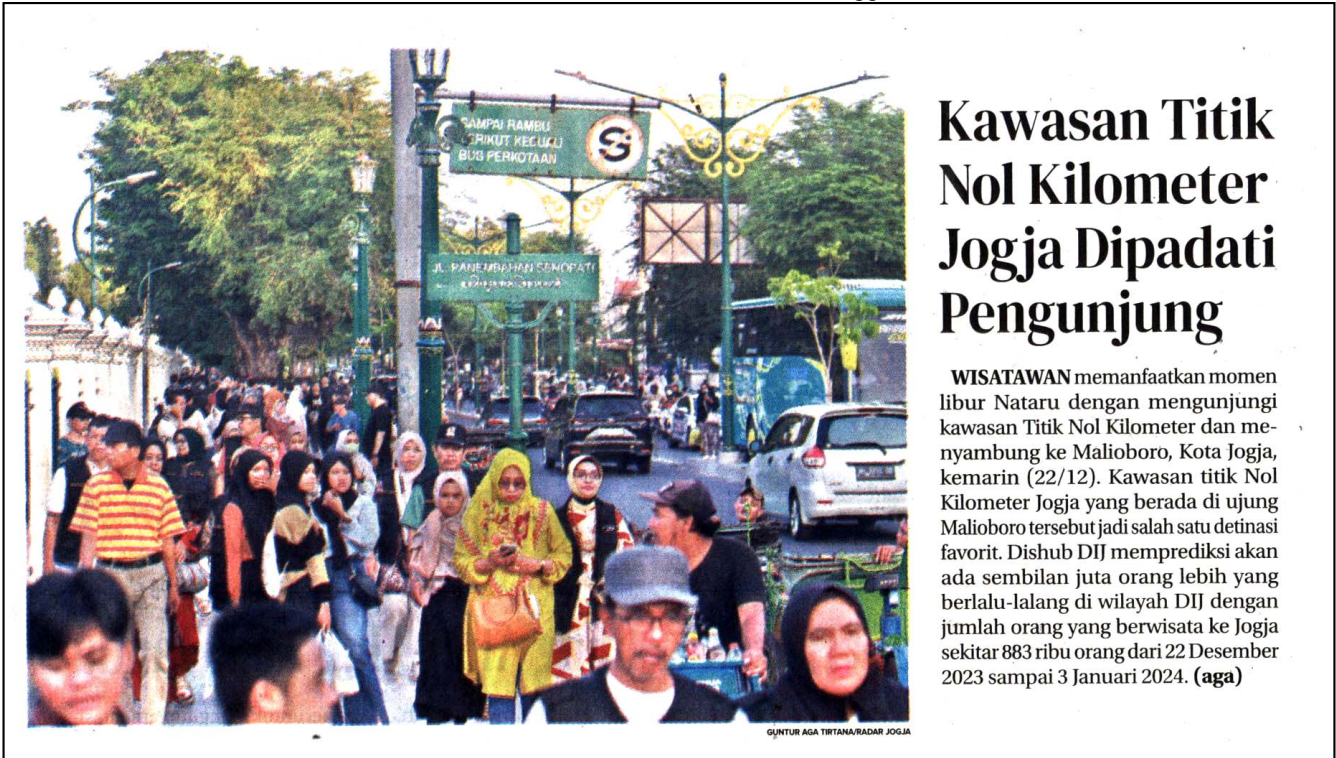 SAMPAI RAMBU
BERIKUT KECUALI
BUS PERKOTAAN
S
JL. PANEMBAHAN SENOPATI
Kawasan Titik
Nol Kilometer
Jogja Dipadati
Pengunjung
WISATAWAN memanfaatkan momen
libur Nataru dengan mengunjungi
kawasan Titik Nol Kilometer dan me-
nyambung ke Malioboro, Kota Jogja,
kemarin (22/12). Kawasan titik Nol
Kilometer Jogja yang berada di ujung
Malioboro tersebut jadi salah satu detinasi
favorit. Dishub DIJ memprediksi akan
ada sembilan juta orang lebih yang
berlalu-lalang di wilayah DIJ dengan
jumlah orang yang berwisata ke Jogja
sekitar 883 ribu orang dari 22 Desember
2023 sampai 3 Januari 2024. (aga)
GUNTUR AGA TIRTANA/RADAR JOGJA